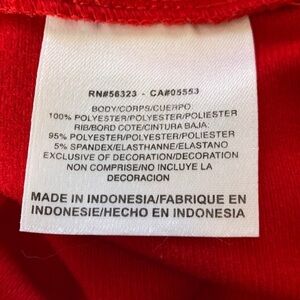 RN#56323 - CA#05553
BODY/CORPS/CUERPO:
100% POLYESTER/POLYESTER/POLIESTER
RIB/BORD COTE/CINTURA BAJA:
95% POLYESTER/POLYESTER/POLIESTER
5% SPANDEX/ELASTHANNE/ELASTANO
EXCLUSIVE OF DECORATION/DECORATION
NON COMPRISE/NO INCLUYE LA
DECORACION
MADE IN INDONESIA/FABRIQUE EN
INDONESIE/HECHO EN INDONESIA